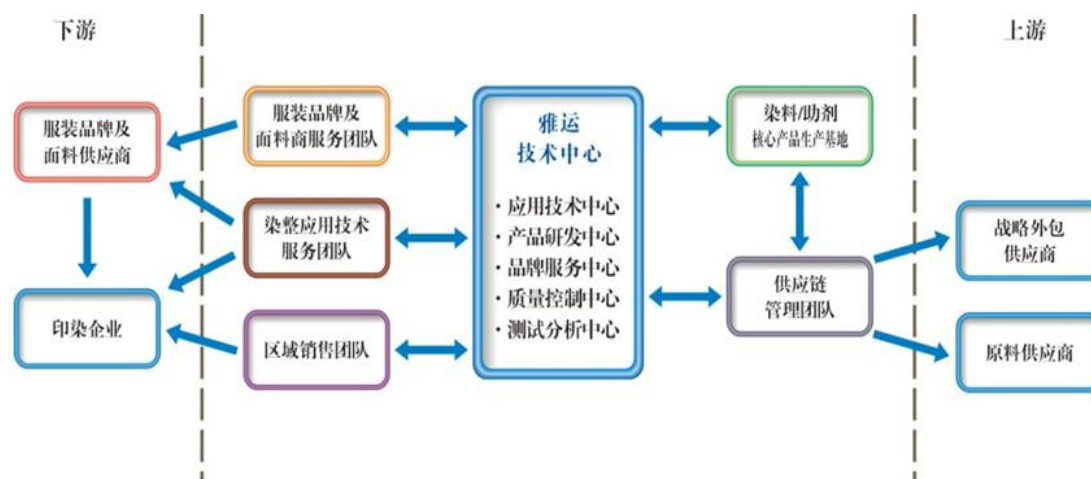 下游
上游
服装品牌及
面料供应商
印染企业
服装品牌及
面料商服务团队
染整应用技术
服务团队
区域销售团队
雅运
技术中心
·应用技术中心
·产品研发中心
·品牌服务中心
·质量控制中心
·测试分析中心
染料/助剂
核心产品生产基地
供应链
管理团队
战略外包
供应商
原料供应商